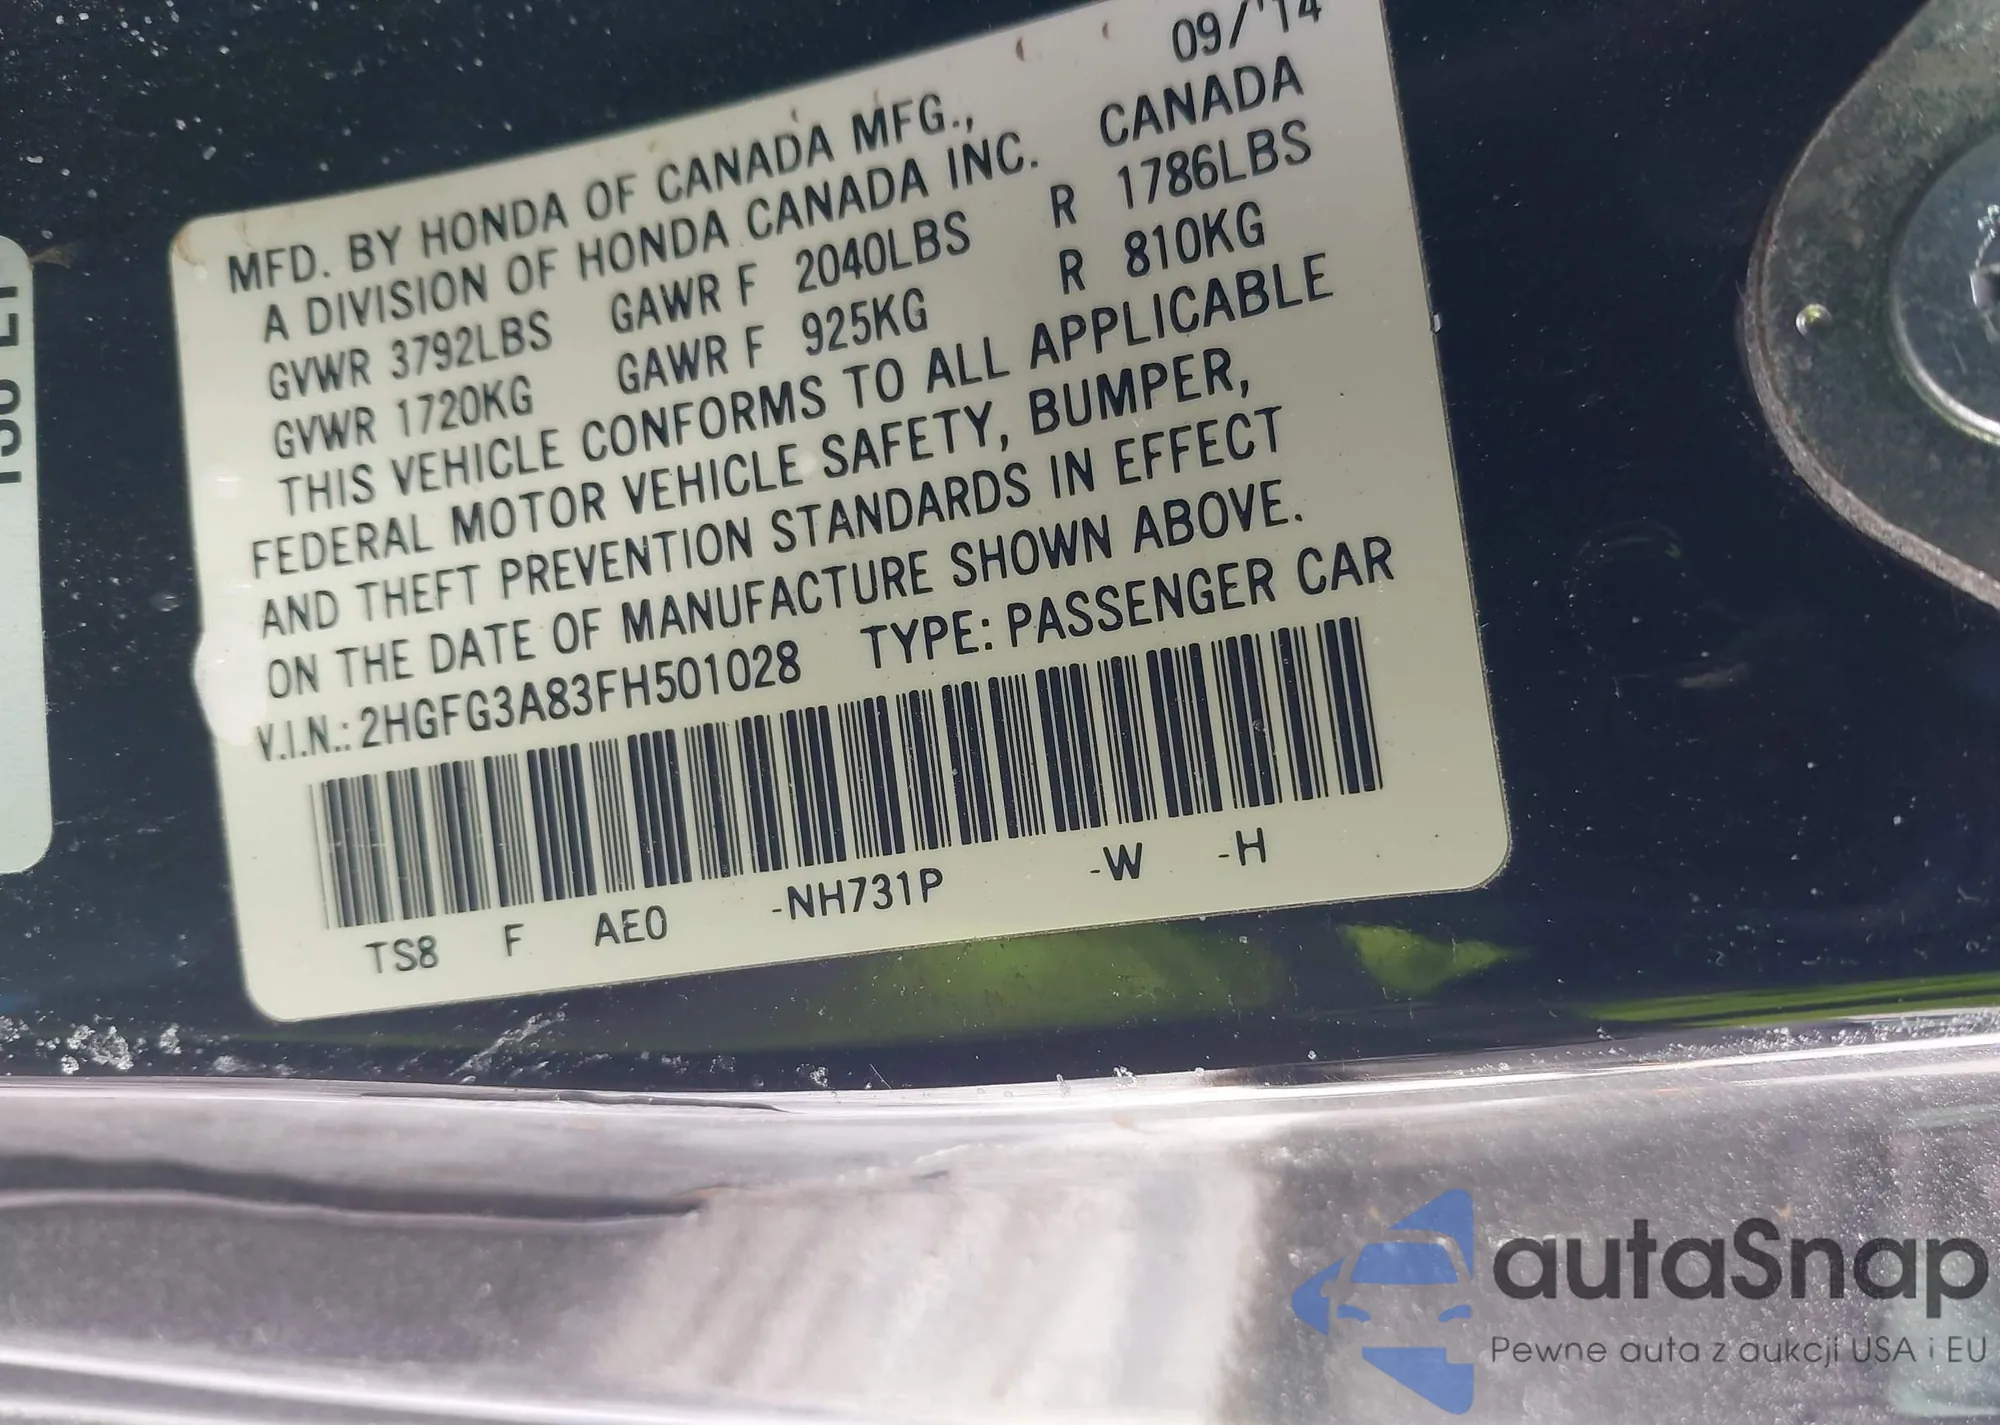 09/'14
MFD. BY HONDA OF CANADA MFG.,
A DIVISION OF HONDA CANADA INC. CANADA
GVWR 3792LBS GAWR F 2040LBS R 1786LBS
GVWR 1720KG GAWR F 925KG R 810KG
THIS VEHICLE CONFORMS TO ALL APPLICABLE
FEDERAL MOTOR VEHICLE SAFETY, BUMPER,
AND THEFT PREVENTION STANDARDS IN EFFECT
ON THE DATE OF MANUFACTURE SHOWN ABOVE.
V.I.N.: 2HGFG3A83FH501028 TYPE: PASSENGER CAR
TS8 F AE0 -NH731P -W -H
autaSnap
Pewne auta z aukcji USA i EU